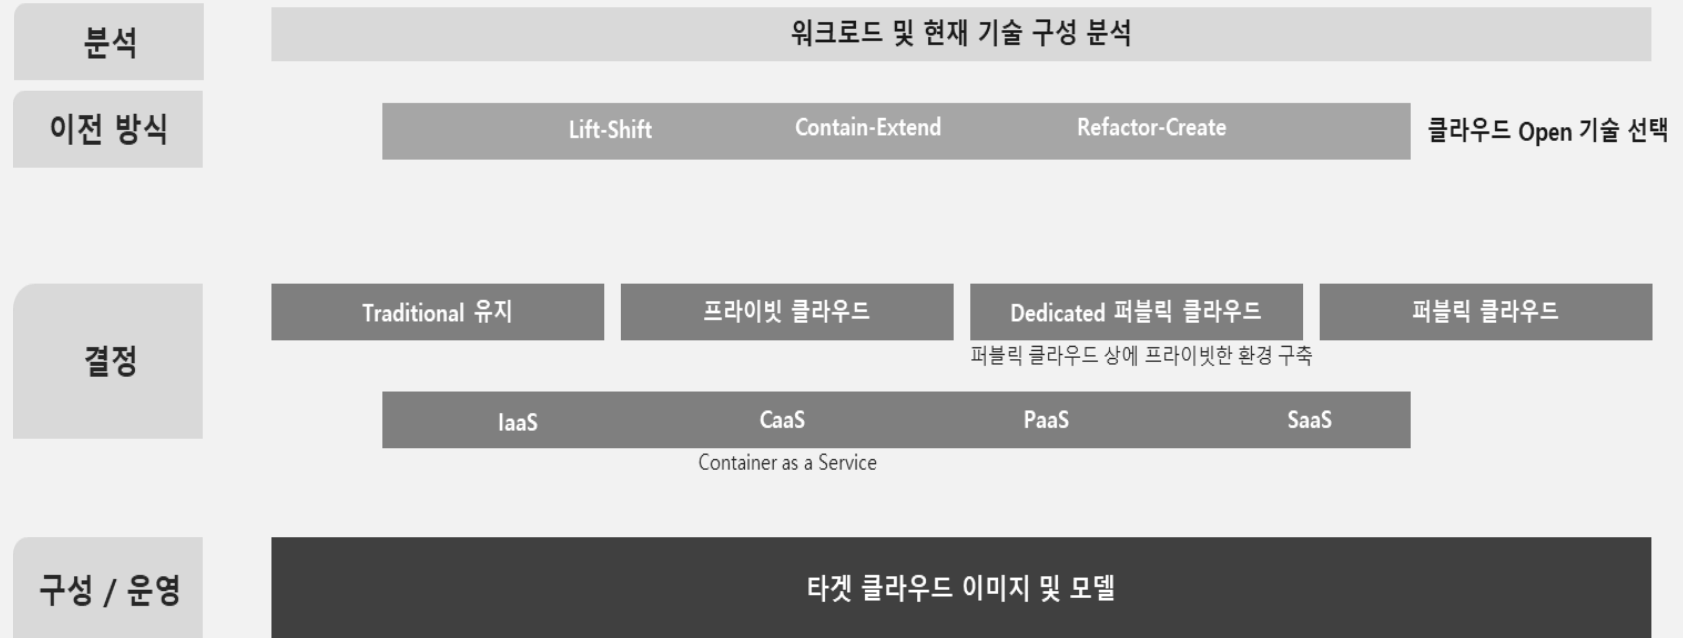 분석
워크로드 및 현재 기술 구성 분석
이전 방식
Lift-Shift
Contain-Extend
Refactor-Create
클라우드 Open 기술 선택
결정
Traditional 유지
프라이빗 클라우드
Dedicated 퍼블릭 클라우드
퍼블릭 클라우드
퍼블릭 클라우드 상에 프라이빗한 환경 구축
IaaS
CaaS
PaaS
SaaS
Container as a Service
구성 / 운영
타겟 클라우드 이미지 및 모델